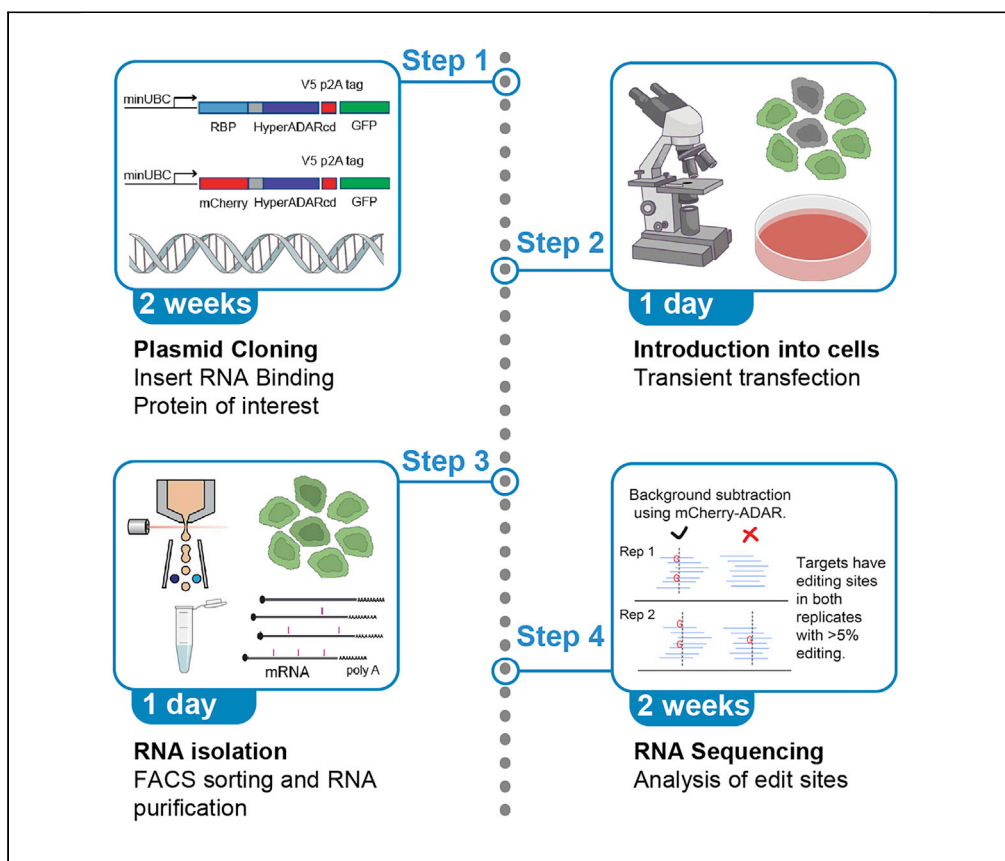 Step 1
V5 p2A tag
minUBC
RBP HyperADARcd GFP
V5 p2A tag
minUBC
mCherry HyperADARcd GFP
2 weeks
Plasmid Cloning
Insert RNA Binding
Protein of interest
Step 2
1 day
Introduction into cells
Transient transfection
Step 3
mRNA poly A
1 day
RNA isolation
FACS sorting and RNA
purification
Step 4
Background subtraction
using mCherry-ADAR.
Rep 1
G
G
Rep 2
G
G
G
Targets have
editing sites
in both
replicates
with >5%
editing.
2 weeks
RNA Sequencing
Analysis of edit sites